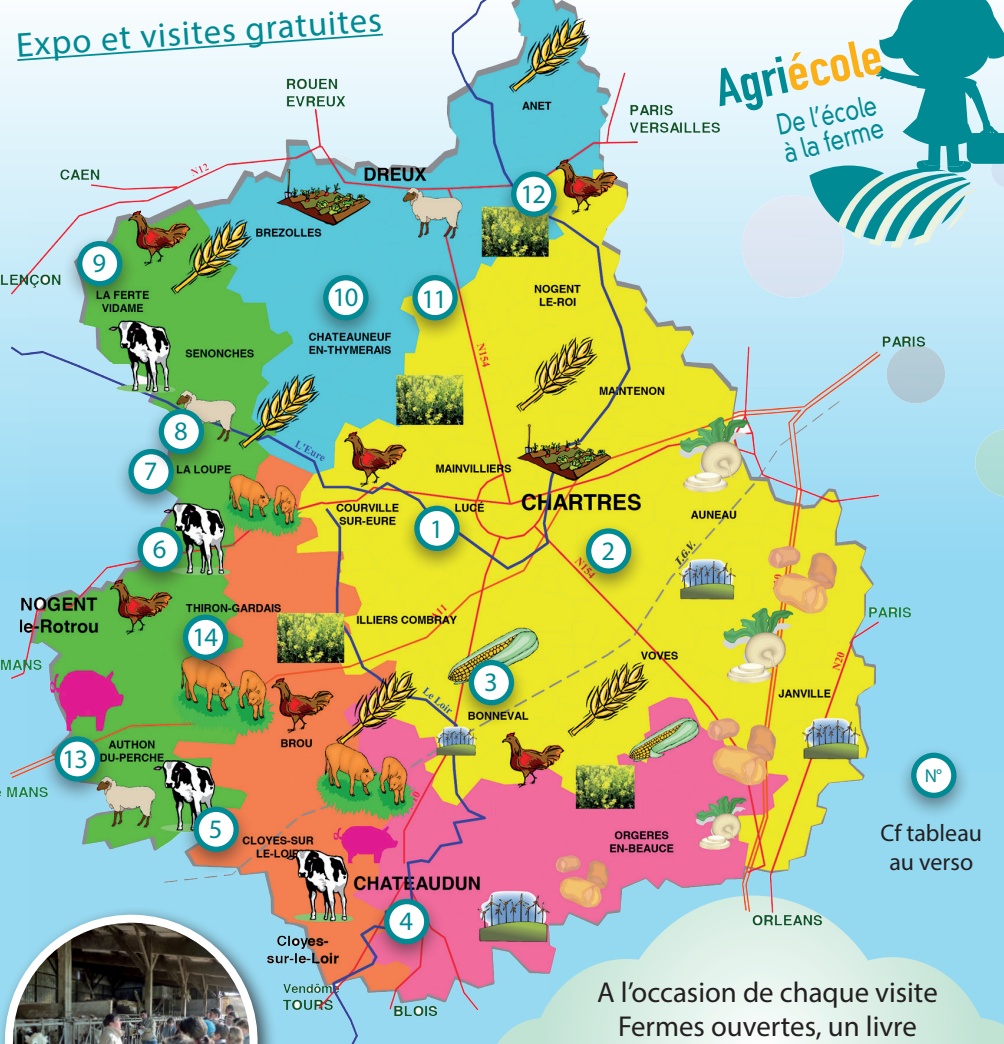 Expo et visites gratuites
Agriécole
De l'école
à la ferme
ROUEN
EVREUX
ANET
PARIS
VERSAILLES
CAEN
N12
DREUX
12
BREZOLLES
9
LENÇON
LA FERTE
VIDAME
10
11
NOGENT
LE-ROI
CHATEAUNEUF
EN-THYMERAIS
SENONCHES
N154
PARIS
MAINTENON
8
L'Eure
7
LA LOUPE
MAINVILLIERS
COURVILLE
SUR-EURE
LUCÉ
CHARTRES
1
AUNEAU
6
2
T.G.V.
N154
NOGENT
le-Rotrou
THIRON-GARDAIS
14
ILLIERS COMBRAY
A11
PARIS
MANS
VOVES
N20
3
Le Loir
BONNEVAL
JANVILLE
BROU
13
AUTHON
DU-PERCHE
MANS
N°
5
CLOYES-SUR
LE-LOIR
ORGERES
EN-BEAUCE
Cf tableau
au verso
CHATEAUDUN
4
ORLEANS
Cloyes-
sur-le-Loir
Vendôme
TOURS
BLOIS
A l'occasion de chaque visite
Fermes ouvertes, un livre